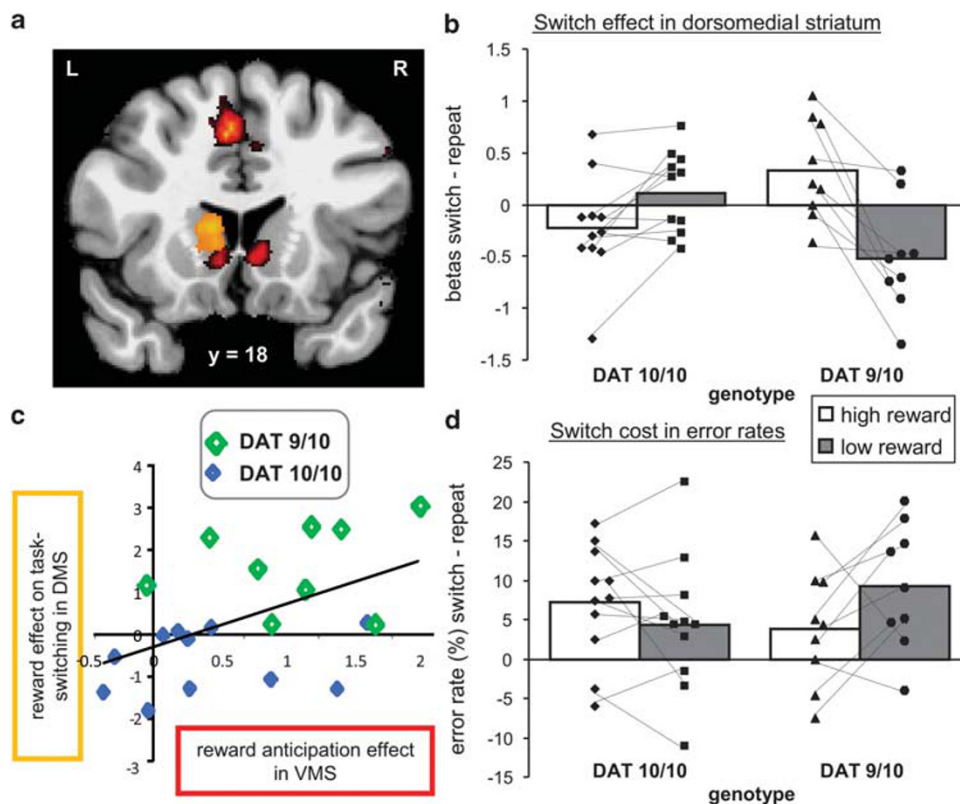 a
L
R
y = 18
b
Switch effect in dorsomedial striatum
betas switch - repeat
1.5
1
0.5
0
-0.5
-1
-1.5
DAT 10/10
DAT 9/10
genotype
high reward
low reward
c
DAT 9/10
DAT 10/10
reward effect on task-
switching in DMS
4
3
2
1
0
-1
-2
-3
-0.5
0
0.5
1
1.5
2
reward anticipation effect
in VMS
d
Switch cost in error rates
error rate (%) switch - repeat
25
20
15
10
5
0
-5
-10
-15
DAT 10/10
DAT 9/10
genotype